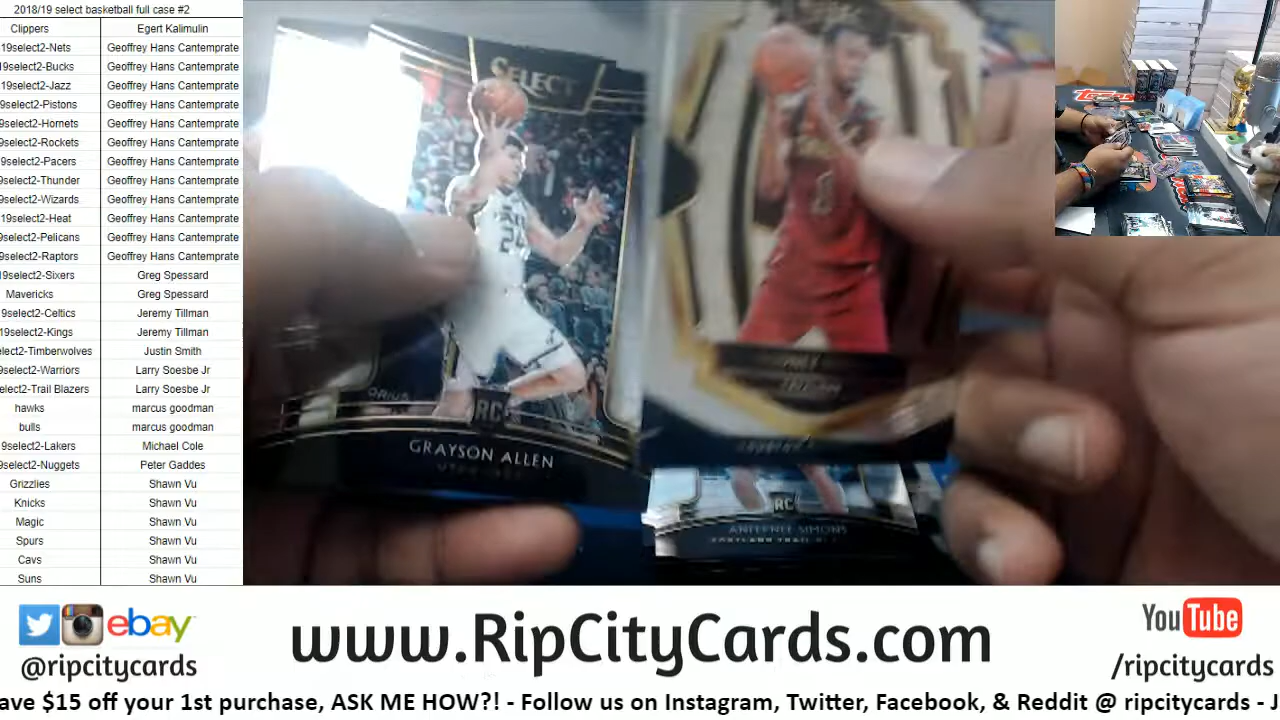 2018/19 select basketball full case #2
Clippers Egert Kalimulin
19select2-Nets Geoffrey Hans Cantemprate
19select2-Bucks Geoffrey Hans Cantemprate
19select2-Jazz Geoffrey Hans Cantemprate
9select2-Pistons Geoffrey Hans Cantemprate
9select2-Hornets Geoffrey Hans Cantemprate
9select2-Rockets Geoffrey Hans Cantemprate
9select2-Pacers Geoffrey Hans Cantemprate
9select2-Thunder Geoffrey Hans Cantemprate
9select2-Wizards Geoffrey Hans Cantemprate
19select2-Heat Geoffrey Hans Cantemprate
9select2-Pelicans Geoffrey Hans Cantemprate
9select2-Raptors Geoffrey Hans Cantemprate
19select2-Sixers Greg Spessard
Mavericks Greg Spessard
9select2-Celtics Jeremy Tillman
19select2-Kings Jeremy Tillman
elect2-Timberwolves Justin Smith
9select2-Warriors Larry Soesbe Jr
elect2-Trail Blazers Larry Soesbe Jr
hawks marcus goodman
bulls marcus goodman
9select2-Lakers Michael Cole
9select2-Nuggets Peter Gaddes
Grizzlies Shawn Vu
Knicks Shawn Vu
Magic Shawn Vu
Spurs Shawn Vu
Cavs Shawn Vu
Suns Shawn Vu
SELECT
24
RC
GRAYSON ALLEN
RC
ANFERNEE SIMONS
PORTLAND TRAIL
TOPPS
ebay
@ripcitycards
www.RipCityCards.com
YouTube
/ripcitycards
ave $15 off your 1st purchase, ASK ME HOW?! - Follow us on Instagram, Twitter, Facebook, & Reddit @ ripcitycards - J